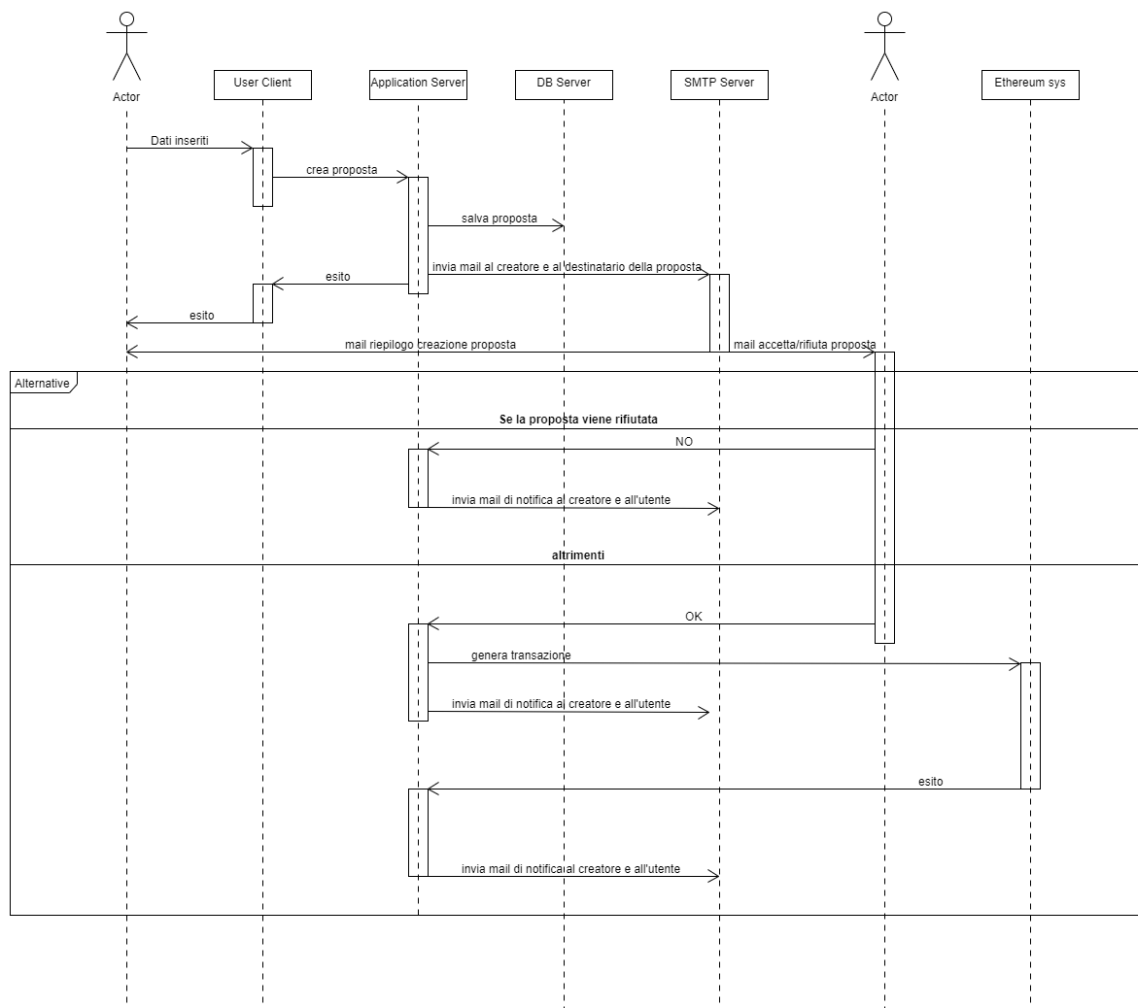 Actor
User Client
Application Server
DB Server
SMTP Server
Actor
Ethereum sys
Dati inseriti
crea proposta
salva proposta
invia mail al creatore e al destinatario della proposta
esito
esito
mail riepilogo creazione proposta
mail accetta/rifiuta proposta
Alternative
Se la proposta viene rifiutata
NO
invia mail di notifica al creatore e all'utente
altrimenti
OK
genera transazione
invia mail di notifica al creatore e all'utente
esito
invia mail di notifica al creatore e all'utente